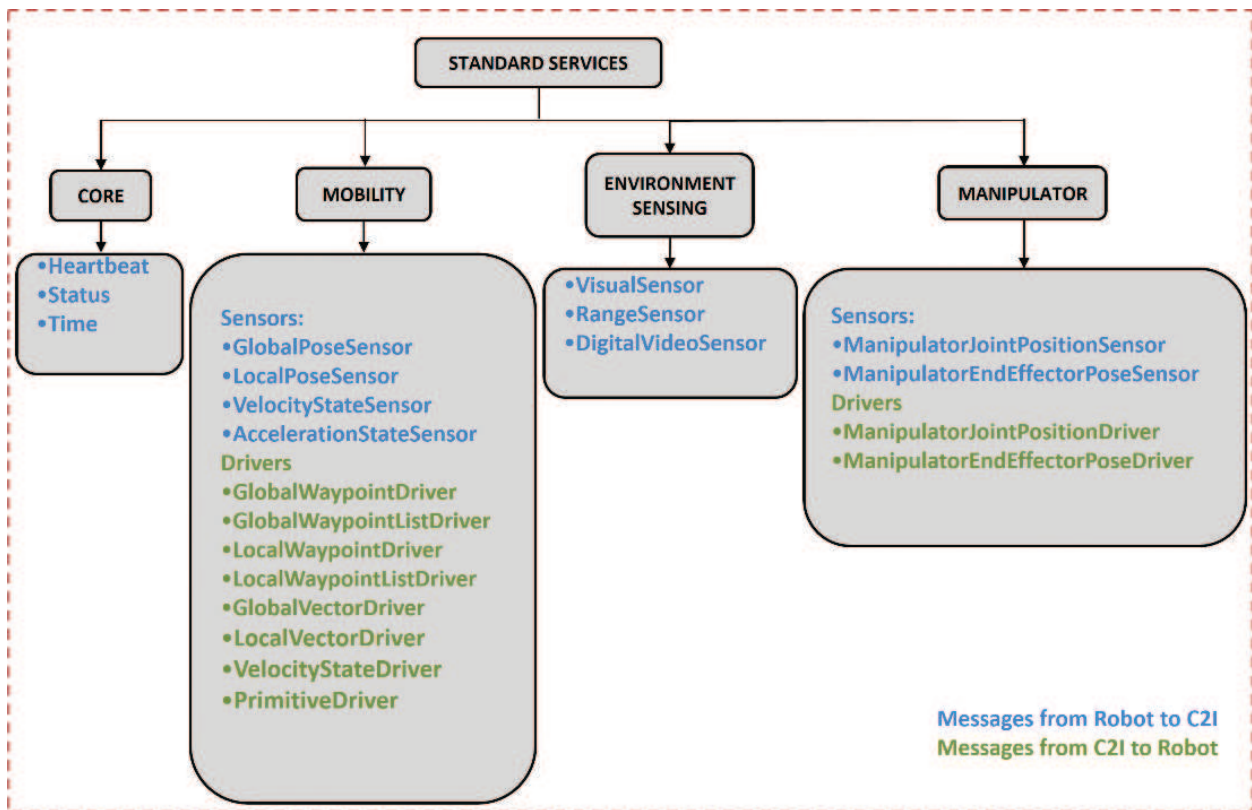 STANDARD SERVICES
CORE
MOBILITY
ENVIRONMENT
SENSING
MANIPULATOR
•Heartbeat
•Status
•Time
Sensors:
•GlobalPoseSensor
•LocalPoseSensor
•VelocityStateSensor
•AccelerationStateSensor
Drivers
•GlobalWaypointDriver
•GlobalWaypointListDriver
•LocalWaypointDriver
•LocalWaypointListDriver
•GlobalVectorDriver
•LocalVectorDriver
•VelocityStateDriver
•PrimitiveDriver
•VisualSensor
•RangeSensor
•DigitalVideoSensor
Sensors:
•ManipulatorJointPositionSensor
•ManipulatorEndEffectorPoseSensor
Drivers
•ManipulatorJointPositionDriver
•ManipulatorEndEffectorPoseDriver
Messages from Robot to C2I
Messages from C2I to Robot